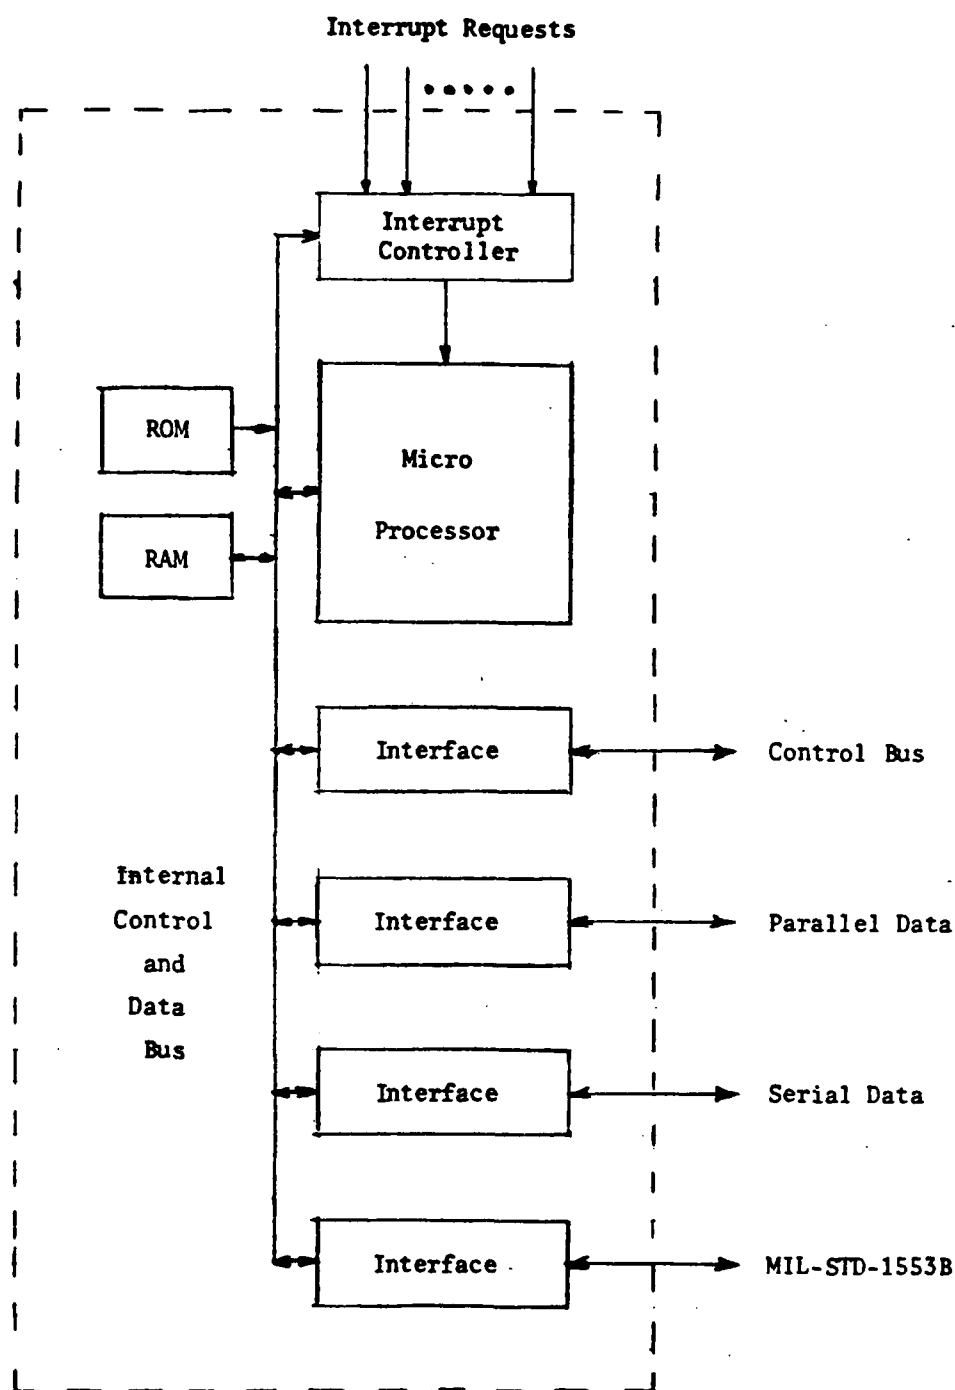 Interrupt Requests
Interrupt
Controller
ROM
Micro
Processor
RAM
Interface
Control Bus
Internal
Control
and
Data
Bus
Interface
Parallel Data
Interface
Serial Data
Interface
MIL-STD-1553B